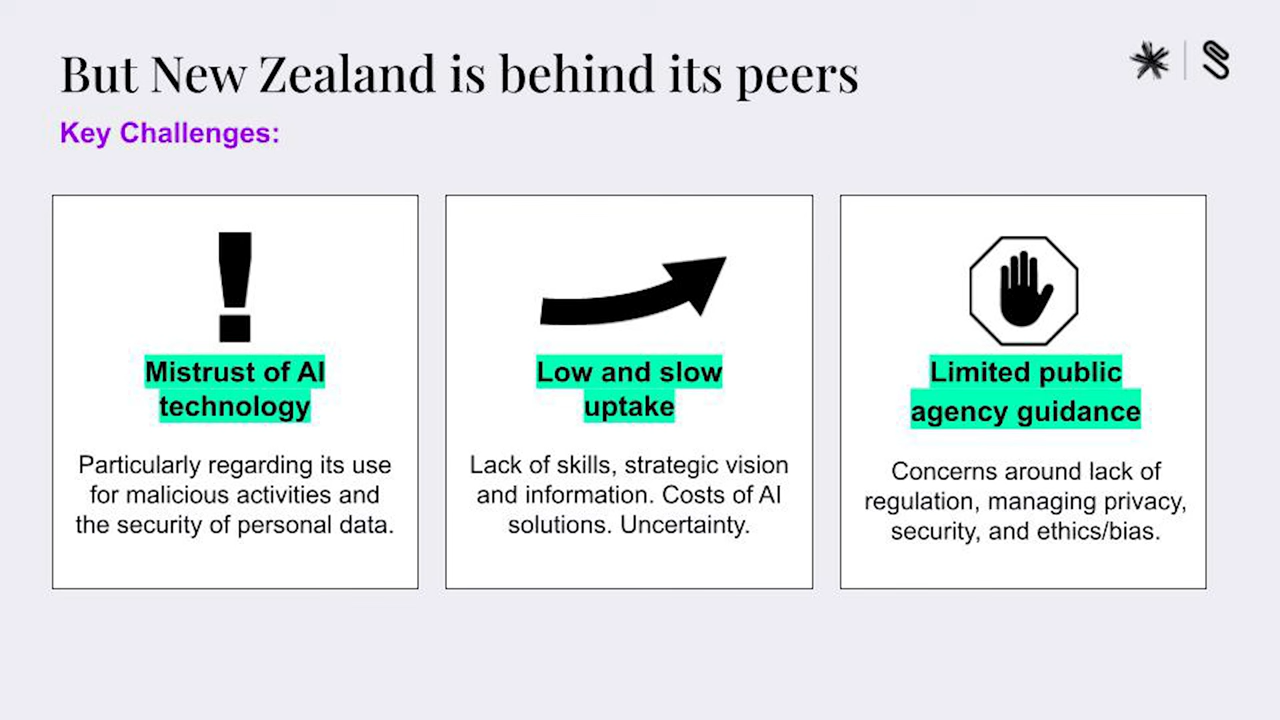 But New Zealand is behind its peers
Key Challenges:
Mistrust of AI
technology
Particularly regarding its use
for malicious activities and
the security of personal data.
Low and slow
uptake
Lack of skills, strategic vision
and information. Costs of AI
solutions. Uncertainty.
Limited public
agency guidance
Concerns around lack of
regulation, managing privacy,
security, and ethics/bias.